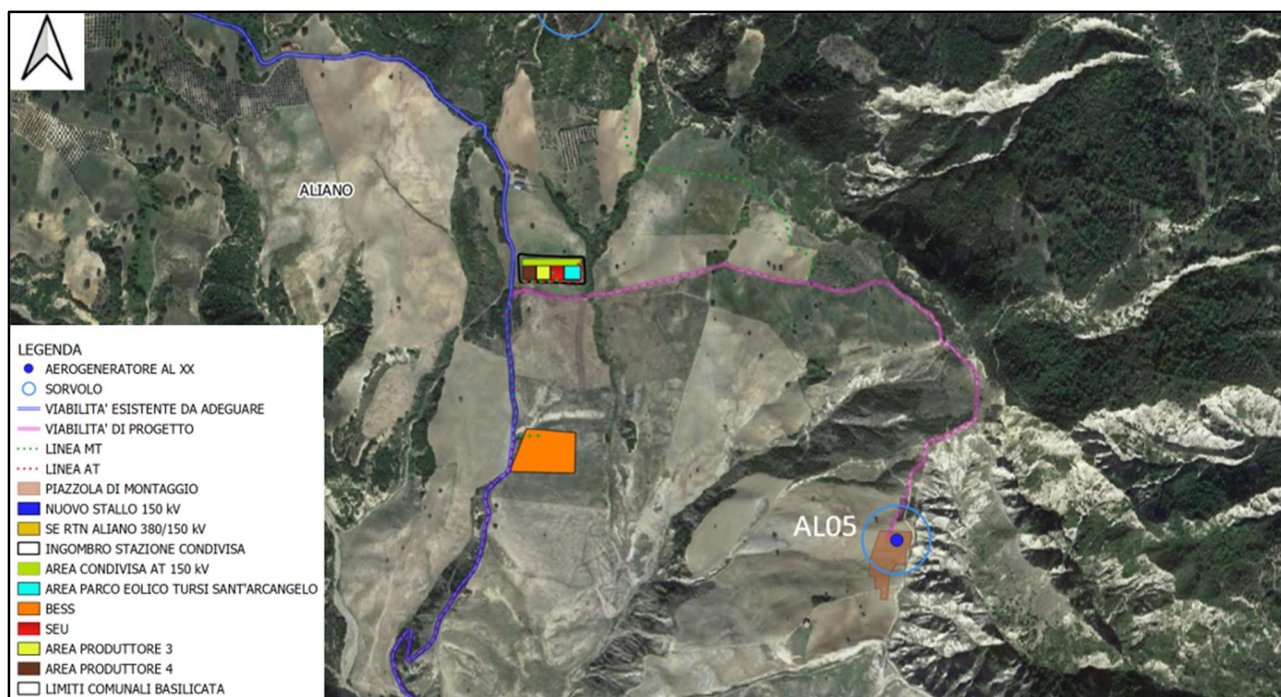 ALIANO
AL05
LEGENDA
AEROGENERATORE AL XX
SORVOLO
VIABILITA' ESISTENTE DA ADEGUARE
VIABILITA' DI PROGETTO
LINEA MT
LINEA AT
PIAZZOLA DI MONTAGGIO
NUOVO STALLO 150 kV
SE RTN ALIANO 380/150 kV
INGOMBRO STAZIONE CONDIVISA
AREA CONDIVISA AT 150 kV
AREA PARCO EOLICO TURSI SANT'ARCANGELO
BESS
SEU
AREA PRODUTTORE 3
AREA PRODUTTORE 4
LIMITI COMUNALI BASILICATA